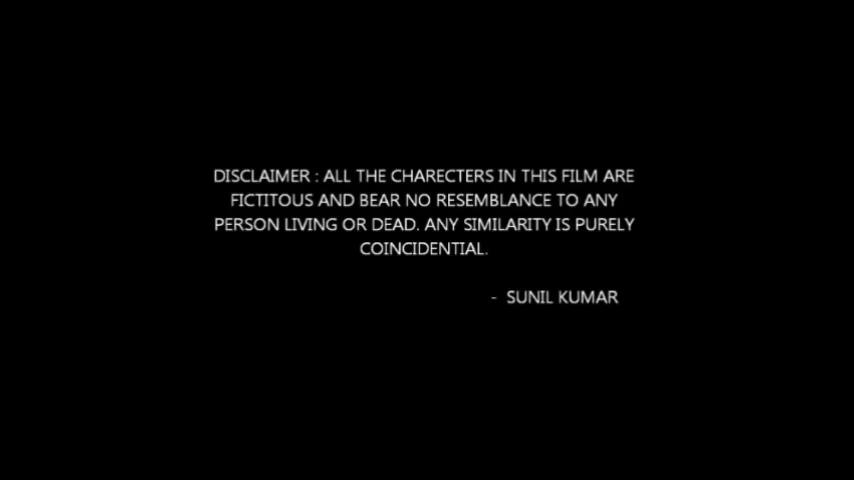 DISCLAIMER : ALL THE CHARECTERS IN THIS FILM ARE
FICTITOUS AND BEAR NO RESEMBLANCE TO ANY
PERSON LIVING OR DEAD. ANY SIMILARITY IS PURELY
COINCIDENTIAL.
- SUNIL KUMAR